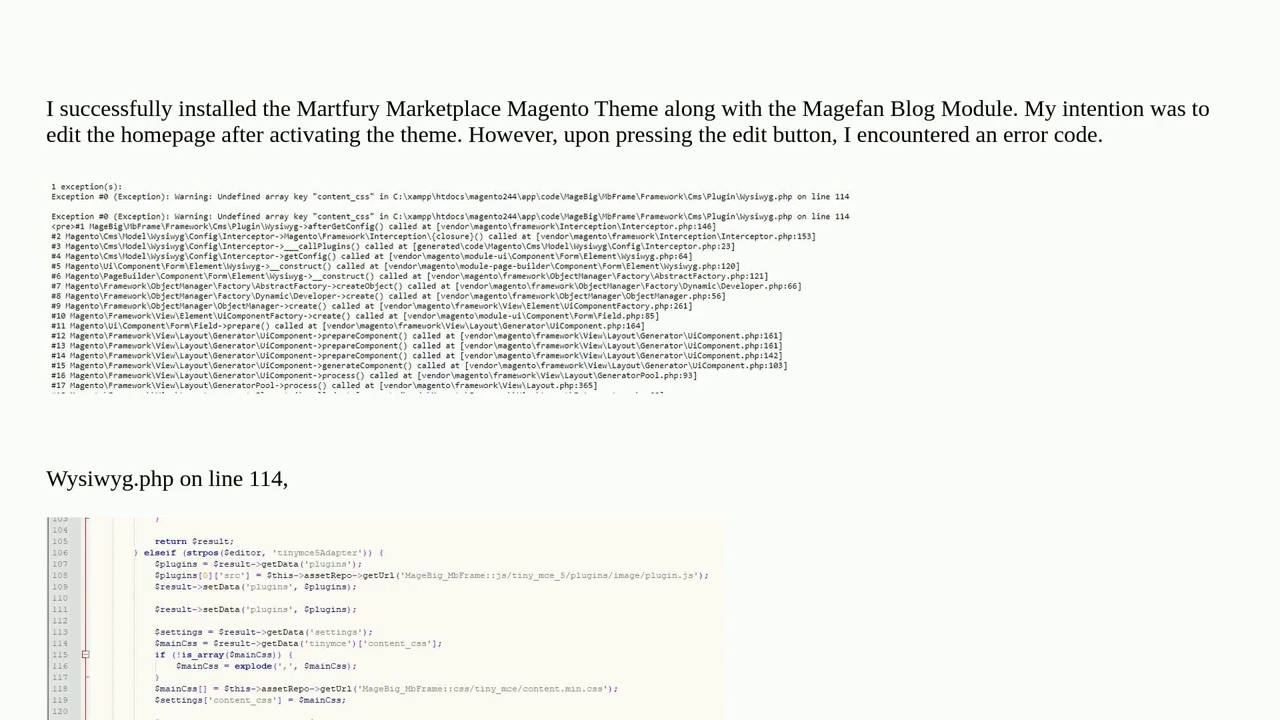 I successfully installed the Martfury Marketplace Magento Theme along with the Magefan Blog Module. My intention was to
edit the homepage after activating the theme. However, upon pressing the edit button, I encountered an error code.
1 exception(s):
Exception #0 (Exception): Warning: Undefined array key "content_css" in C:\xampp\htdocs\magento244\app\code\MageBig\MbFrame\Framework\Cms\Plugin\Wysiwyg.php on line 114
Exception #0 (Exception): Warning: Undefined array key "content_css" in C:\xampp\htdocs\magento244\app\code\MageBig\MbFrame\Framework\Cms\Plugin\Wysiwyg.php on line 114
<pre>#1 MageBig\MbFrame\Framework\Cms\Plugin\Wysiwyg->afterGetConfig() called at [vendor\magento\framework\Interception\Interceptor.php:146]
#2 Magento\Cms\Model\Wysiwyg\Config\Interceptor->Magento\Framework\Interception\{closure}() called at [vendor\magento\framework\Interception\Interceptor.php:153]
#3 Magento\Cms\Model\Wysiwyg\Config\Interceptor->___callPlugins() called at [generated\code\Magento\Cms\Model\Wysiwyg\Config\Interceptor.php:23]
#4 Magento\Cms\Model\Wysiwyg\Config\Interceptor->getConfig() called at [vendor\magento\module-ui\Component\Form\Element\Wysiwyg.php:64]
#5 Magento\Ui\Component\Form\Element\Wysiwyg->__construct() called at [vendor\magento\module-page-builder\Component\Form\Element\Wysiwyg.php:120]
#6 Magento\PageBuilder\Component\Form\Element\Wysiwyg->__construct() called at [vendor\magento\framework\ObjectManager\Factory\AbstractFactory.php:121]
#7 Magento\Framework\ObjectManager\Factory\AbstractFactory->createObject() called at [vendor\magento\framework\ObjectManager\Factory\Dynamic\Developer.php:66]
#8 Magento\Framework\ObjectManager\Factory\Dynamic\Developer->create() called at [vendor\magento\framework\ObjectManager\ObjectManager.php:56]
#9 Magento\Framework\ObjectManager\ObjectManager->create() called at [vendor\magento\framework\View\Element\UiComponentFactory.php:261]
#10 Magento\Framework\View\Element\UiComponentFactory->create() called at [vendor\magento\module-ui\Component\Form\Field.php:85]
#11 Magento\Ui\Component\Form\Field->prepare() called at [vendor\magento\framework\View\Layout\Generator\UiComponent.php:164]
#12 Magento\Framework\View\Layout\Generator\UiComponent->prepareComponent() called at [vendor\magento\framework\View\Layout\Generator\UiComponent.php:161]
#13 Magento\Framework\View\Layout\Generator\UiComponent->prepareComponent() called at [vendor\magento\framework\View\Layout\Generator\UiComponent.php:161]
#14 Magento\Framework\View\Layout\Generator\UiComponent->prepareComponent() called at [vendor\magento\framework\View\Layout\Generator\UiComponent.php:142]
#15 Magento\Framework\View\Layout\Generator\UiComponent->generateComponent() called at [vendor\magento\framework\View\Layout\Generator\UiComponent.php:103]
#16 Magento\Framework\View\Layout\Generator\UiComponent->process() called at [vendor\magento\framework\View\Layout\GeneratorPool.php:93]
#17 Magento\Framework\View\Layout\GeneratorPool->process() called at [vendor\magento\framework\View\Layout.php:365]
Wysiwyg.php on line 114,
103 }
104
105 return $result;
106 } elseif (strpos($editor, 'tinymce5Adapter')) {
107 $plugins = $result->getData('plugins');
108 $plugins[0]['src'] = $this->assetRepo->getUrl('MageBig_MbFrame::js/tiny_mce_5/plugins/image/plugin.js');
109 $result->setData('plugins', $plugins);
110
111 $result->setData('plugins', $plugins);
112
113 $settings = $result->getData('settings');
114 $mainCss = $result->getData('tinymce')['content_css'];
115 if (!is_array($mainCss)) {
116 $mainCss = explode(',', $mainCss);
117 }
118 $mainCss[] = $this->assetRepo->getUrl('MageBig_MbFrame::css/tiny_mce/content.min.css');
119 $settings['content_css'] = $mainCss;
120